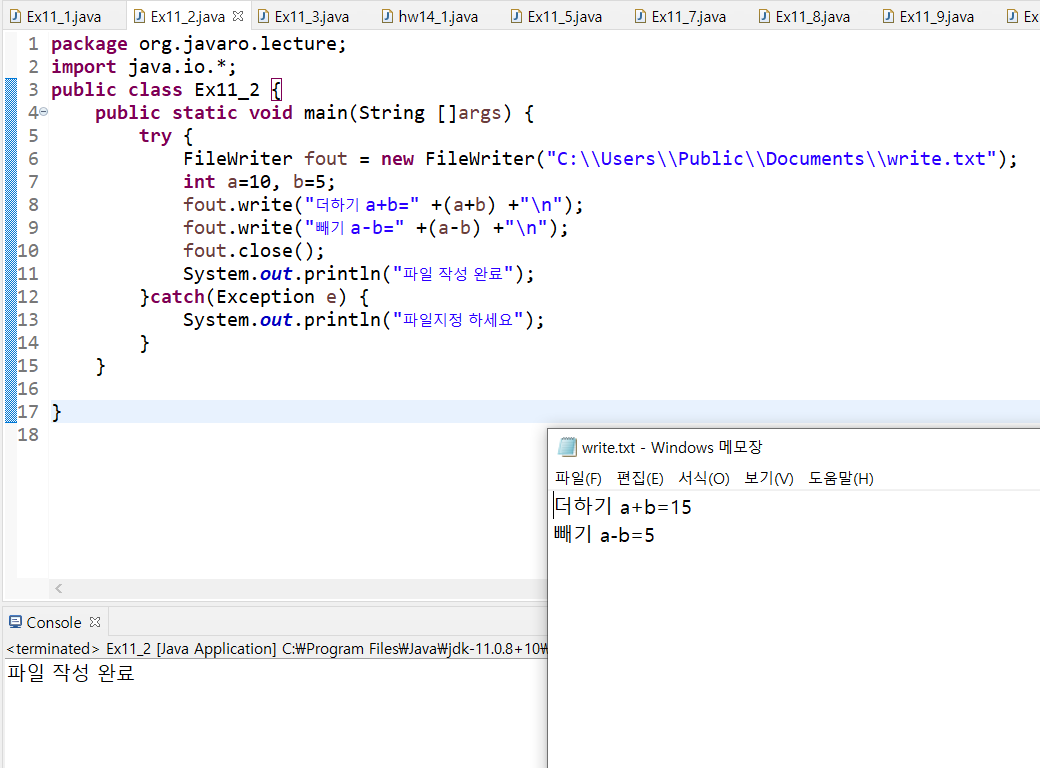 Ex11_1.java Ex11_2.java Ex11_3.java hw14_1.java Ex11_5.java Ex11_7.java Ex11_8.java Ex11_9.java Ex
1 package org.javaro.lecture;
2 import java.io.*;
3 public class Ex11_2 {
4 public static void main(String []args) {
5 try {
6 FileWriter fout = new FileWriter("C:\\Users\\Public\\Documents\\write.txt");
7 int a=10, b=5;
8 fout.write("더하기 a+b=" +(a+b) +"\n");
9 fout.write("빼기 a-b=" +(a-b) +"\n");
10 fout.close();
11 System.out.println("파일 작성 완료");
12 }catch(Exception e) {
13 System.out.println("파일지정 하세요");
14 }
15 }
16
17 }
18
write.txt - Windows 메모장
파일(F) 편집(E) 서식(O) 보기(V) 도움말(H)
더하기 a+b=15
빼기 a-b=5
Console
<terminated> Ex11_2 [Java Application] C:₩Program Files₩Java₩jdk-11.0.8+10₩
파일 작성 완료